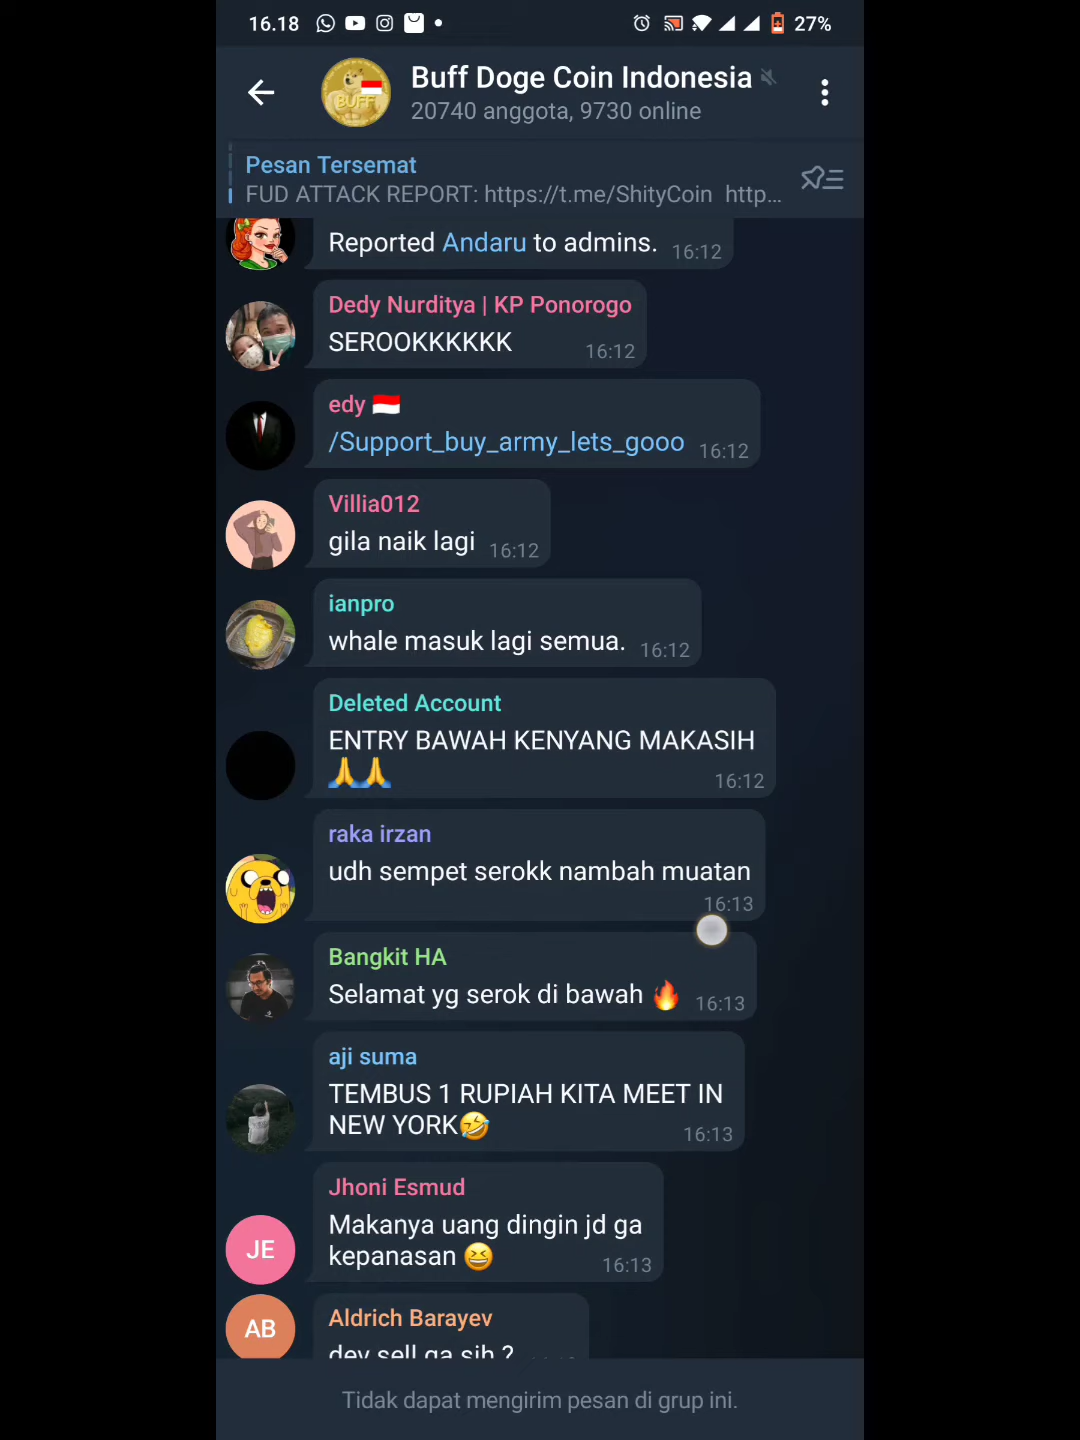 16.18
27%
Buff Doge Coin Indonesia
20740 anggota, 9730 online
Pesan Tersemat
FUD ATTACK REPORT: https://t.me/ShityCoin http...
BUFF
Reported Andaru to admins. 16:12
Dedy Nurditya | KP Ponorogo
SEROOKKKKKK 16:12
edy 🇮🇩
/Support_buy_army_lets_gooo 16:12
Villia012
gila naik lagi 16:12
ianpro
whale masuk lagi semua. 16:12
Deleted Account
ENTRY BAWAH KENYANG MAKASIH
🙏🙏 16:12
raka irzan
udh sempet serokk nambah muatan
16:13
Bangkit HA
Selamat yg serok di bawah 🔥 16:13
aji suma
TEMBUS 1 RUPIAH KITA MEET IN
NEW YORK🤣 16:13
Jhoni Esmud
JE
Makanya uang dingin jd ga
kepanasan 😆 16:13
Aldrich Barayev
AB
dev sell ga sih ?
Tidak dapat mengirim pesan di grup ini.